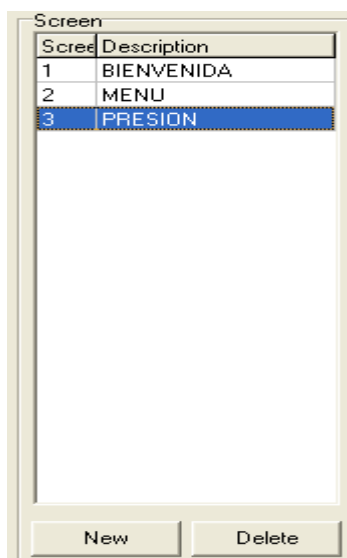 Screen
Scree Description
1 BIENVENIDA
2 MENU
3 PRESION
New Delete